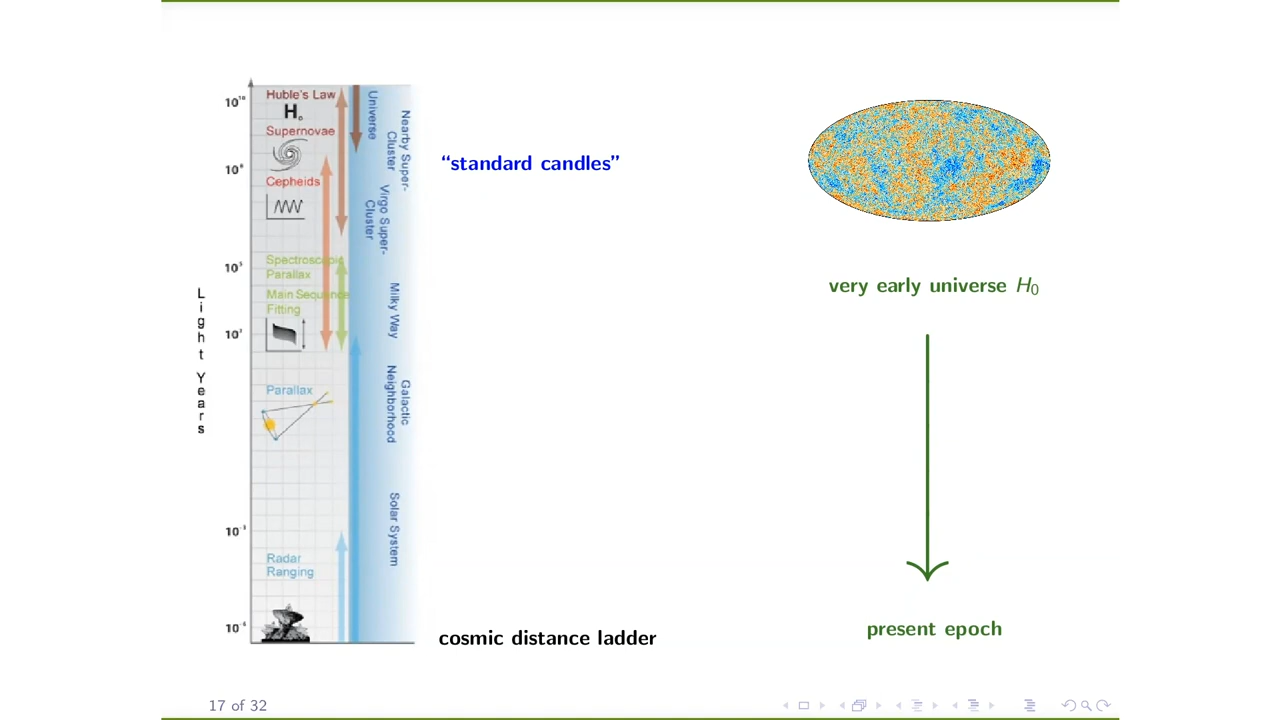 10¹⁰
Huble's Law
H₀
Supernovae
10⁹
Cepheids
10⁵
Spectroscopic
Parallax
Main Sequence
Fitting
10²
Parallax
10⁻³
Radar
Ranging
10⁻⁶
Light Years
Universe
Nearby Super-
Cluster
Virgo Super-
Cluster
Milky Way
Galactic
Neighborhood
Solar System
“standard candles”
cosmic distance ladder
very early universe H₀
present epoch
17 of 32